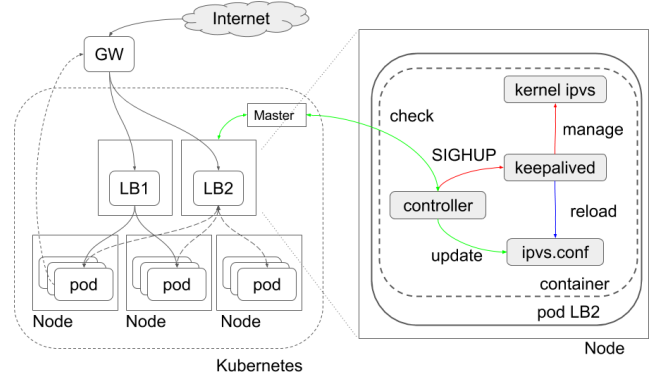 Internet
GW
Master
LB1
LB2
pod
pod
pod
Node
Node
Node
Kubernetes
check
kernel ipvs
manage
SIGHUP
keepalived
controller
reload
update
ipvs.conf
container
pod LB2
Node